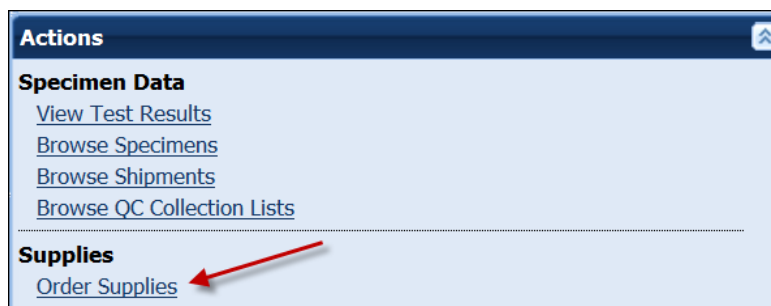 Actions
Specimen Data
View Test Results
Browse Specimens
Browse Shipments
Browse QC Collection Lists
Supplies
Order Supplies